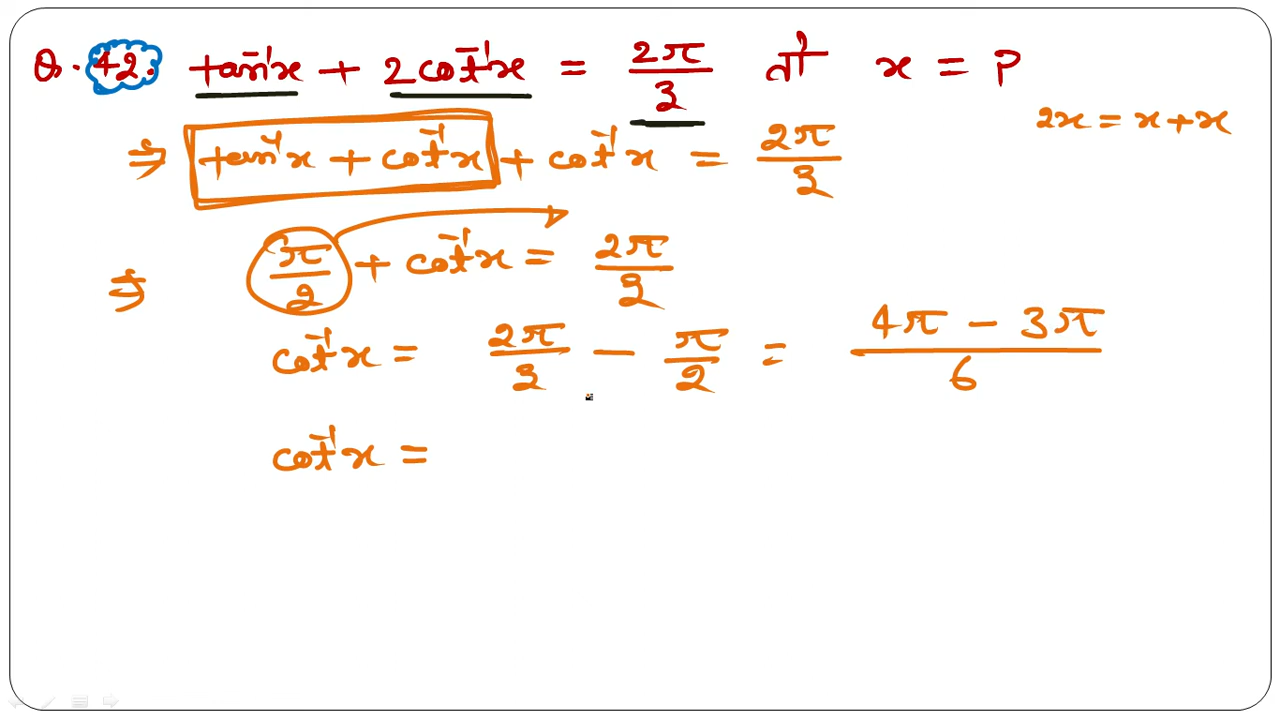 Q. 42. tan⁻¹x + 2cot⁻¹x = 2π/3 तो x = ?
2x = x + x
⇒ tan⁻¹x + cot⁻¹x + cot⁻¹x = 2π/3
⇒ π/2 + cot⁻¹x = 2π/3
cot⁻¹x = 2π/3 − π/2 = (4π − 3π)/6
cot⁻¹x =